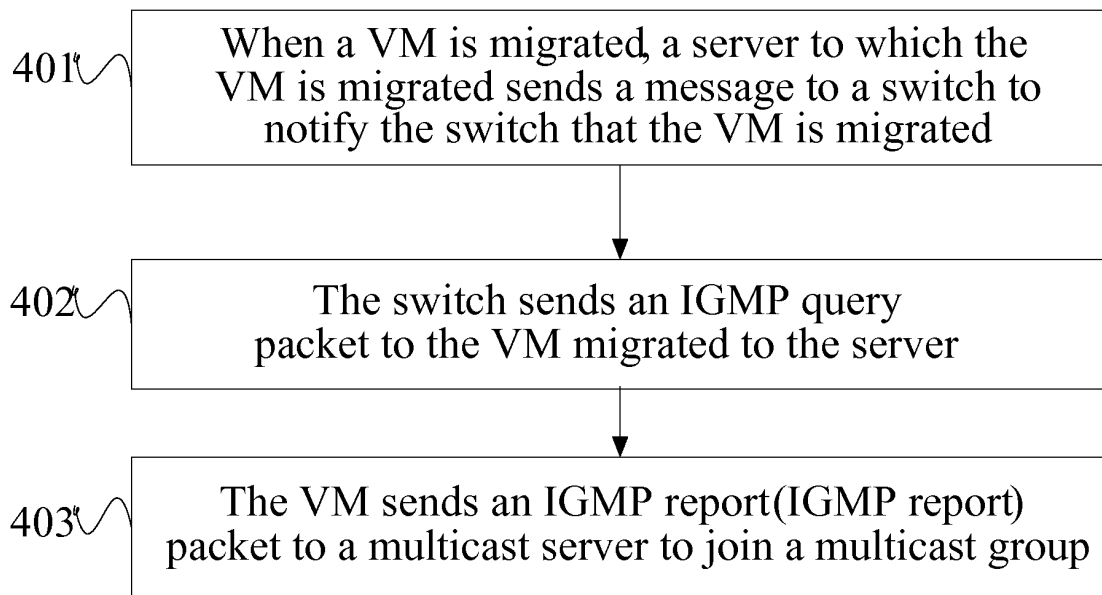 401
When a VM is migrated, a server to which the
VM is migrated sends a message to a switch to
notify the switch that the VM is migrated
402
The switch sends an IGMP query
packet to the VM migrated to the server
403
The VM sends an IGMP report(IGMP report)
packet to a multicast server to join a multicast group